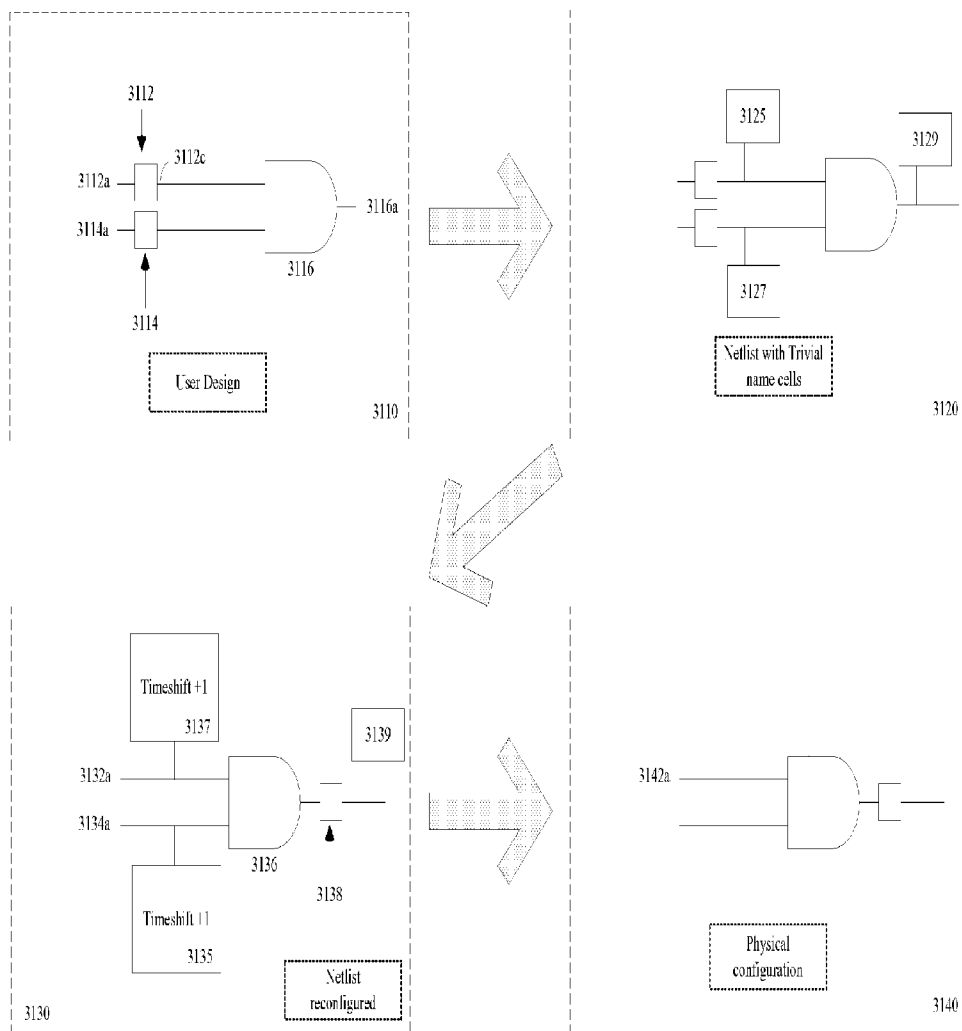 3112
3112c
3112a
3114a
3116a
3116
3114
User Design
3110
3125
3129
3127
Netlist with Trivial
name cells
3120
Timeshift +1
3137
3139
3132a
3134a
3136
3138
Timeshift +1
3135
Netlist
reconfigured
3130
3142a
Physical
configuration
3140